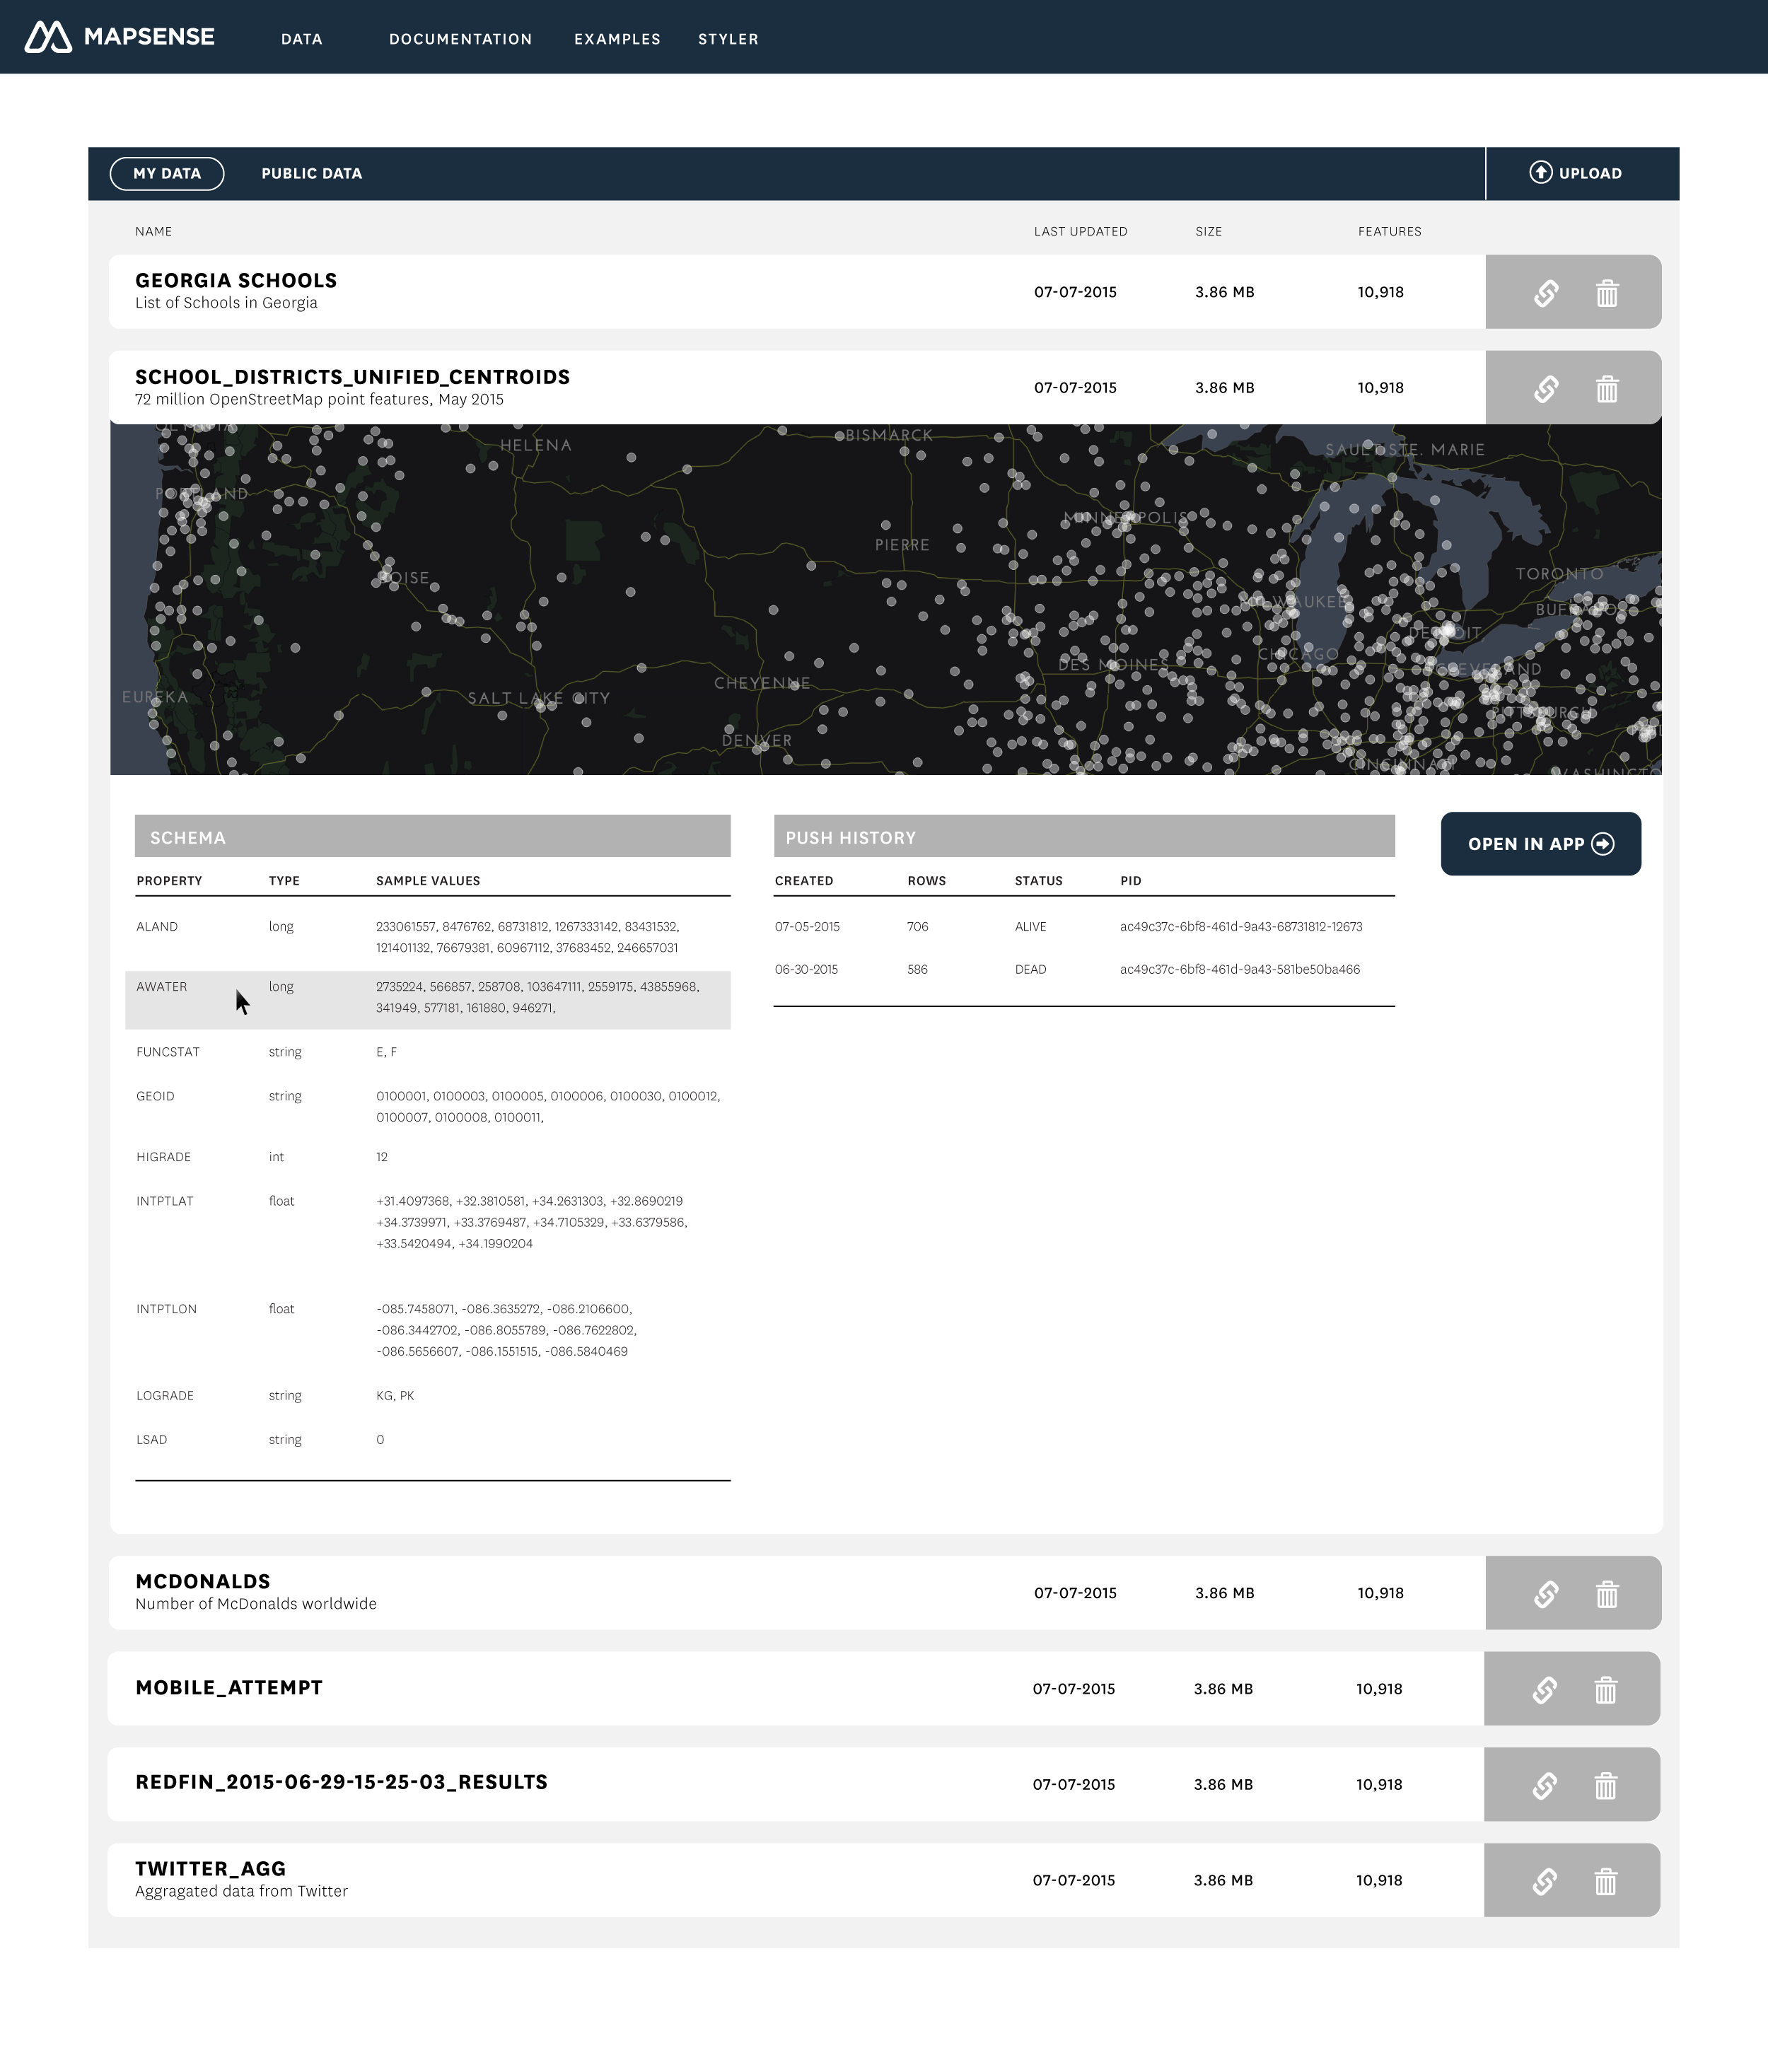 MAPSENSE DATA DOCUMENTATION EXAMPLES STYLER
MY DATA PUBLIC DATA UPLOAD
NAME LAST UPDATED SIZE FEATURES
GEORGIA SCHOOLS
List of Schools in Georgia
07-07-2015 3.86 MB 10,918
SCHOOL_DISTRICTS_UNIFIED_CENTROIDS
72 million OpenStreetMap point features, May 2015
07-07-2015 3.86 MB 10,918
HELENA
BISMARCK
SAULT STE. MARIE
PORTLAND
MINNEAPOLIS
PIERRE
TORONTO
BOISE
MILWAUKEE
BUFFALO
DETROIT
CHICAGO
DES MOINES
CLEVELAND
CHEYENNE
EUREKA
SALT LAKE CITY
PITTSBURGH
DENVER
CINCINNATI
WASHINGTO
SCHEMA
PROPERTY TYPE SAMPLE VALUES
ALAND long 233061557, 8476762, 68731812, 1267333142, 83431532,
121401132, 76679381, 60967112, 37683452, 246657031
AWATER long 2735224, 566857, 258708, 103647111, 2559175, 43855968,
341949, 577181, 161880, 946271,
FUNCSTAT string E, F
GEOID string 0100001, 0100003, 0100005, 0100006, 0100030, 0100012,
0100007, 0100008, 0100011,
HIGRADE int 12
INTPTLAT float +31.4097368, +32.3810581, +34.2631303, +32.8690219
+34.3739971, +33.3769487, +34.7105329, +33.6379586,
+33.5420494, +34.1990204
INTPTLON float -085.7458071, -086.3635272, -086.2106600,
-086.3442702, -086.8055789, -086.7622802,
-086.5656607, -086.1551515, -086.5840469
LOGRADE string KG, PK
LSAD string 0
PUSH HISTORY
CREATED ROWS STATUS PID
07-05-2015 706 ALIVE ac49c37c-6bf8-461d-9a43-68731812-12673
06-30-2015 586 DEAD ac49c37c-6bf8-461d-9a43-581be50ba466
OPEN IN APP
MCDONALDS
Number of McDonalds worldwide
07-07-2015 3.86 MB 10,918
MOBILE_ATTEMPT 07-07-2015 3.86 MB 10,918
REDFIN_2015-06-29-15-25-03_RESULTS 07-07-2015 3.86 MB 10,918
TWITTER_AGG
Aggragated data from Twitter
07-07-2015 3.86 MB 10,918